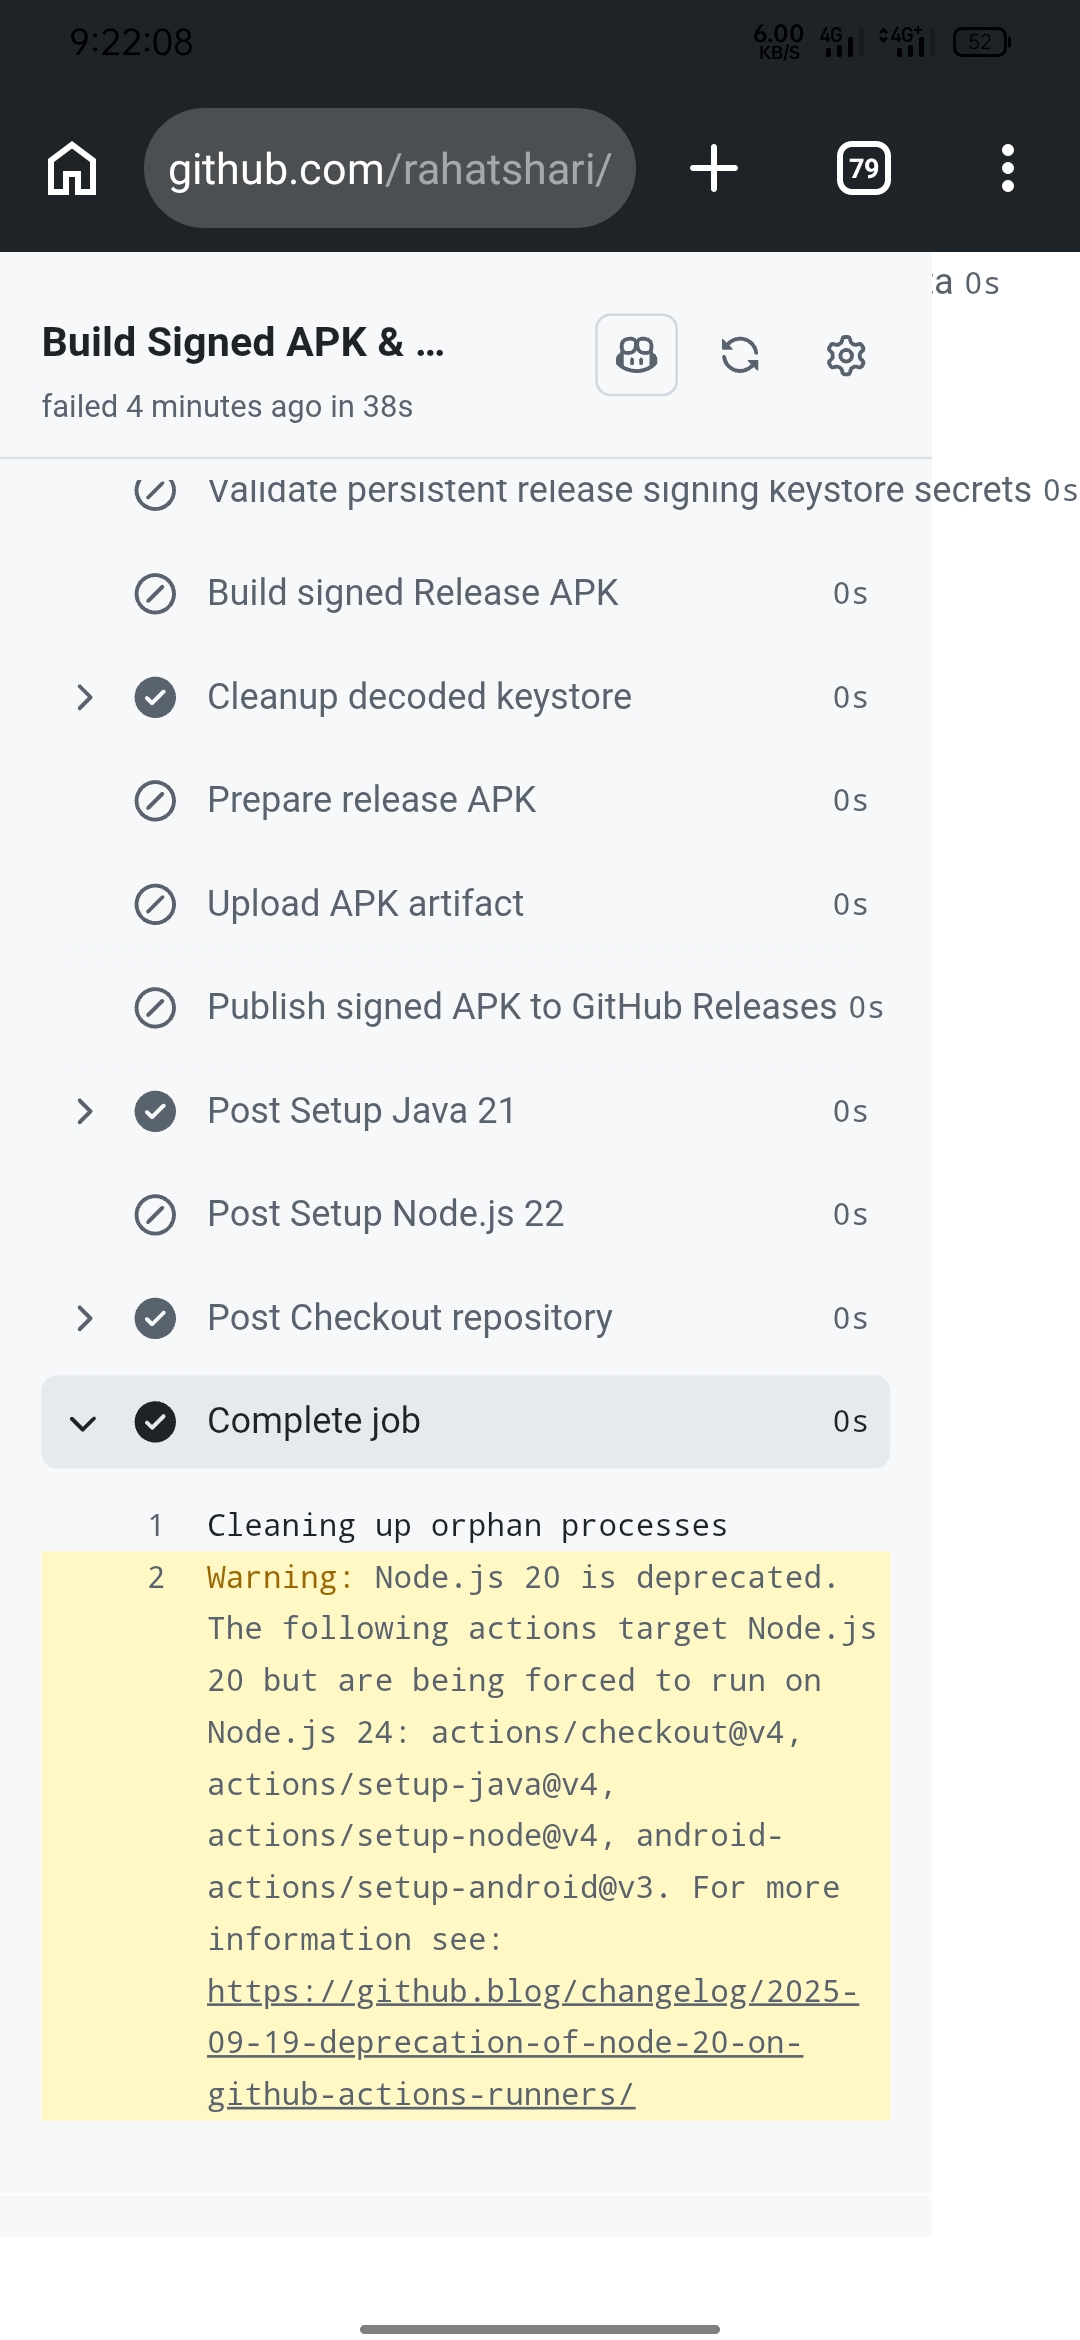 9:22:08
6.00 KB/S 4G 4G+ 52
github.com/rahatshari/
79
ta 0s
Build Signed APK & ...
failed 4 minutes ago in 38s
Validate persistent release signing keystore secrets 0s
Build signed Release APK 0s
Cleanup decoded keystore 0s
Prepare release APK 0s
Upload APK artifact 0s
Publish signed APK to GitHub Releases 0s
Post Setup Java 21 0s
Post Setup Node.js 22 0s
Post Checkout repository 0s
Complete job 0s
1 Cleaning up orphan processes
2 Warning: Node.js 20 is deprecated.
The following actions target Node.js
20 but are being forced to run on
Node.js 24: actions/checkout@v4,
actions/setup-java@v4,
actions/setup-node@v4, android-
actions/setup-android@v3. For more
information see:
https://github.blog/changelog/2025-
09-19-deprecation-of-node-20-on-
github-actions-runners/